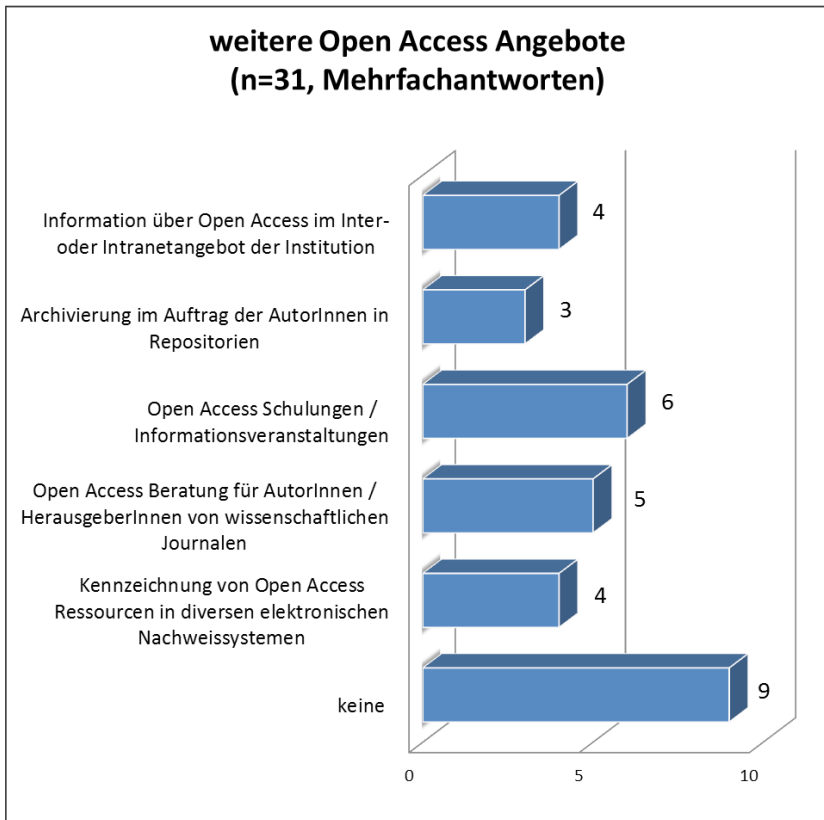 weitere Open Access Angebote
(n=31, Mehrfachantworten)
Information über Open Access im Inter-
oder Intranetangebot der Institution
4
Archivierung im Auftrag der AutorInnen in
Repositorien
3
Open Access Schulungen /
Informationsveranstaltungen
6
Open Access Beratung für AutorInnen /
HerausgeberInnen von wissenschaftlichen
Journalen
5
Kennzeichnung von Open Access
Ressourcen in diversen elektronischen
Nachweissystemen
4
keine
9
0 5 10